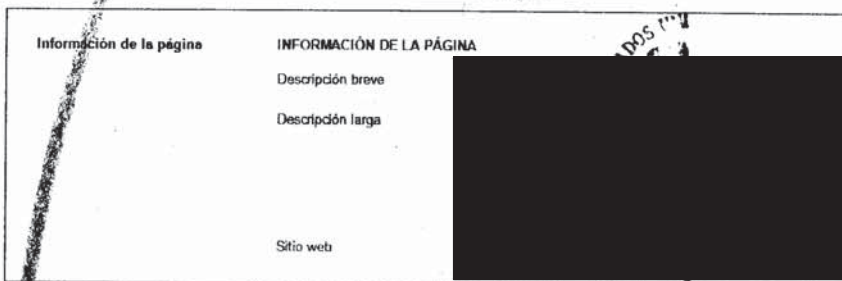 Información de la página
INFORMACIÓN DE LA PÁGINA
Descripción breve
Descripción larga
Sitio web